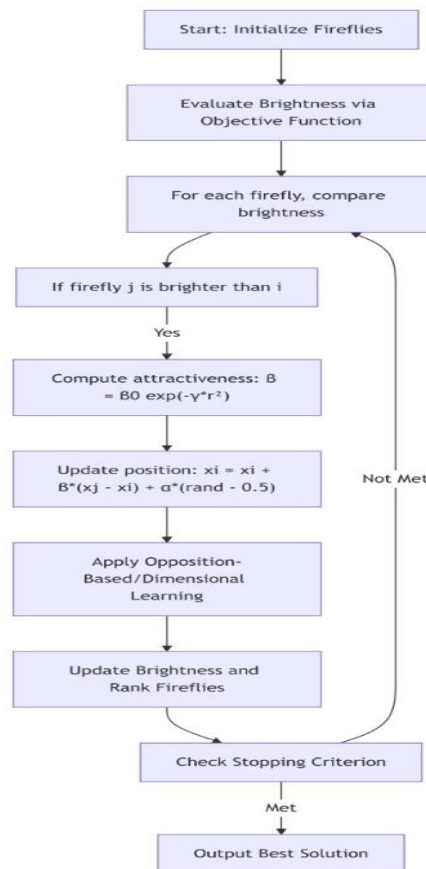 Start: Initialize Fireflies
Evaluate Brightness via
Objective Function
For each firefly, compare
brightness
If firefly j is brighter than i
Yes
Compute attractiveness: β
= β0 exp(-γ*r²)
Update position: xi = xi +
β*(xj - xi) + α*(rand - 0.5)
Not Met
Apply Opposition-
Based/Dimensional
Learning
Update Brightness and
Rank Fireflies
Check Stopping Criterion
Met
Output Best Solution